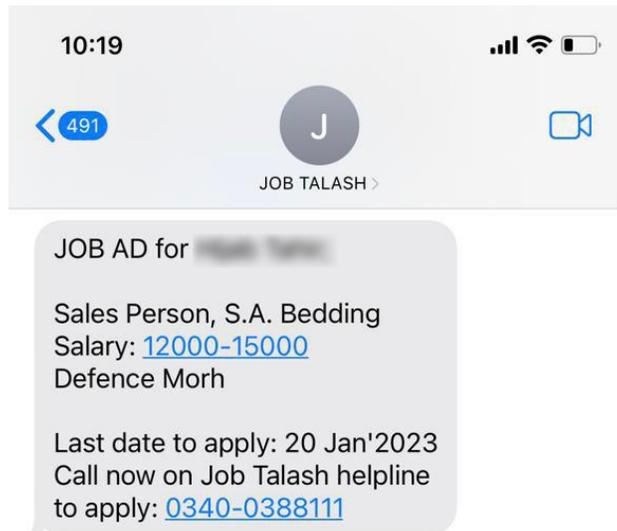 10:19
491
J
JOB TALASH >
JOB AD for
Sales Person, S.A. Bedding
Salary: 12000-15000
Defence Morh
Last date to apply: 20 Jan'2023
Call now on Job Talash helpline
to apply: 0340-0388111